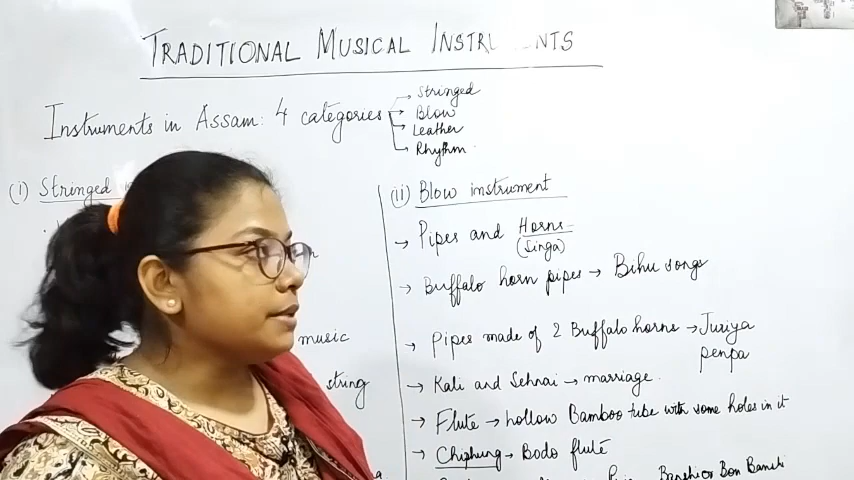 TRADITIONAL MUSICAL
Instruments in Assam: 4 categories
Stringed
Blow
Leather
Rhythm
(i) Stringed
music
string
(ii) Blow instrument
→ Pipes and Horns
(Singa)
→ Buffalo horn pipes → Bihu songs
→ Pipes made of 2 Buffalo horns → Juriya
penpa
→ Kali and Sehnai → marriage.
→ Flute → hollow Bamboo tube with some holes in it
→ Chiphung → Bodo flute